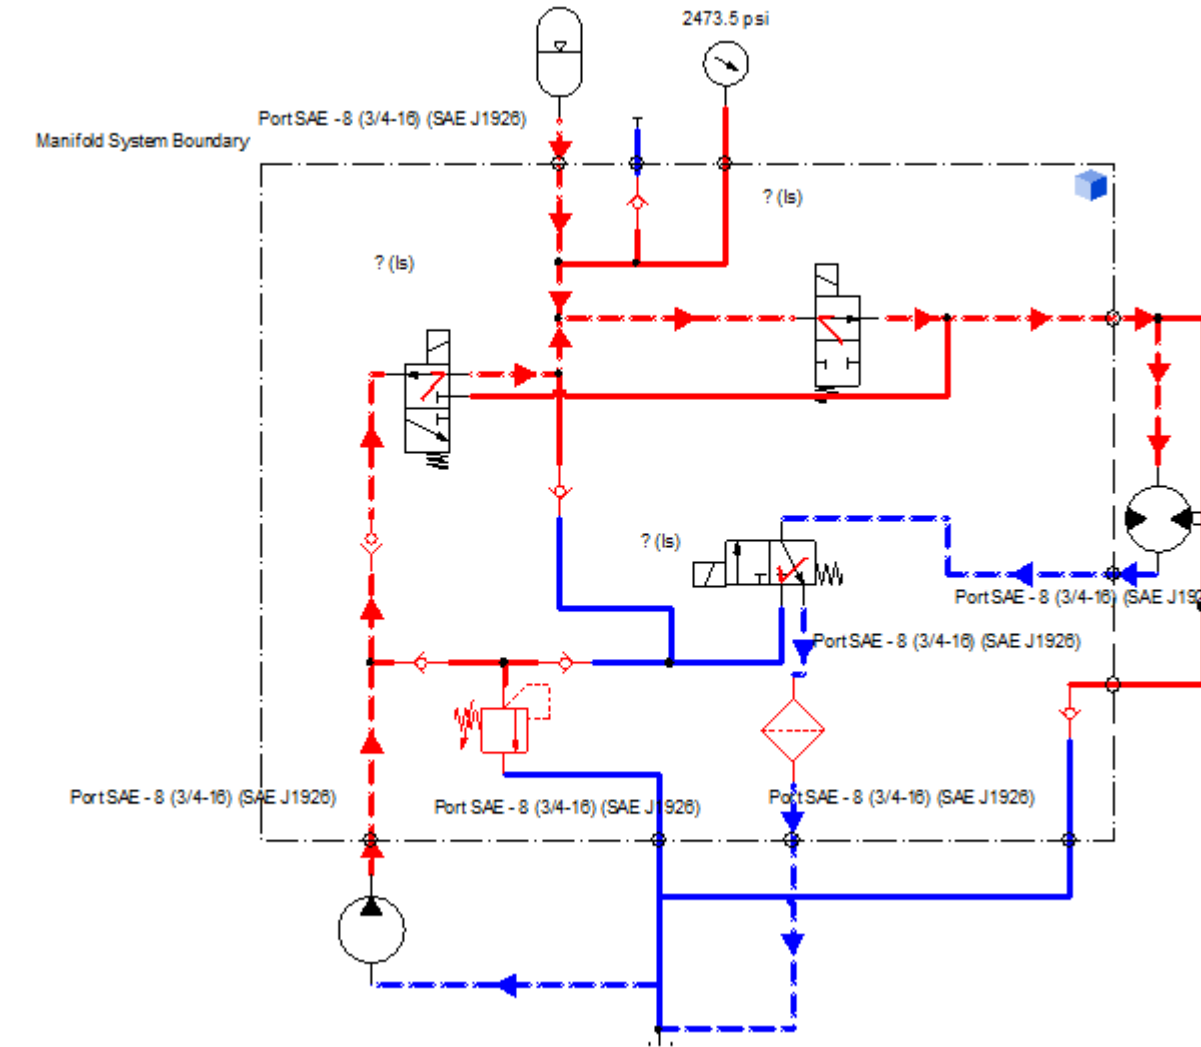 2473.5 psi
Port SAE - 8 (3/4-16) (SAE J1926)
Manifold System Boundary
? (ls)
? (ls)
? (ls)
Port SAE - 8 (3/4-16) (SAE J192
Port SAE - 8 (3/4-16) (SAE J1926)
Port SAE - 8 (3/4-16) (SAE J1926)
Port SAE - 8 (3/4-16) (SAE J1926)
Port SAE - 8 (3/4-16) (SAE J1926)